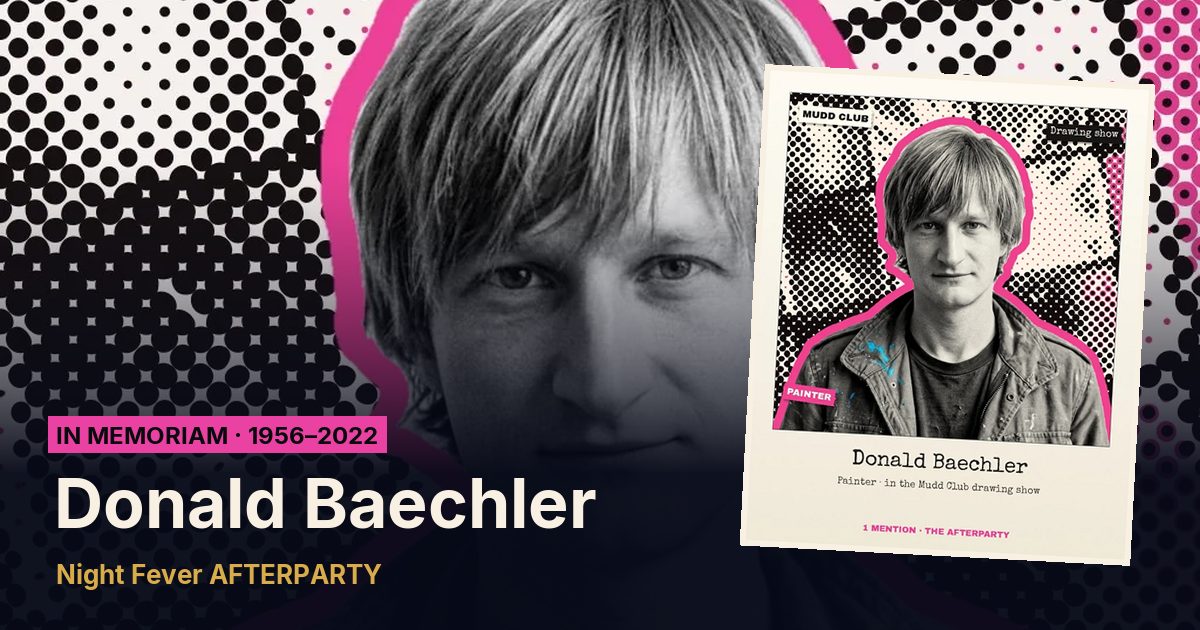 IN MEMORIAM · 1956–2022
Donald Baechler
Night Fever AFTERPARTY
MUDD CLUB
Drawing show
PAINTER
Donald Baechler
Painter · in the Mudd Club drawing show
1 MENTION · THE AFTERPARTY